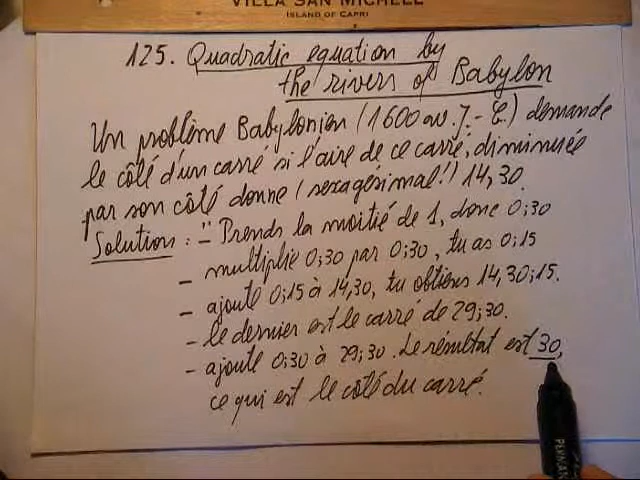 VILLA SAN MICHELE
ISLAND OF CAPRI
125. Quadratic equation by
the rivers of Babylon
Un problème Babylonien (1600 av. J.-C.) demande
le côté d'un carré si l'aire de ce carré, diminuée
par son côté donne (sexagésimal!) 14,30.
Solution : "- Prends la moitié de 1, donc 0;30
- multiplie 0;30 par 0;30, tu as 0;15
- ajoute 0;15 à 14,30, tu obtiens 14,30;15.
- le dernier est le carré de 29;30.
- ajoute 0;30 à 29;30. Le résultat est 30,
ce qui est le côté du carré.